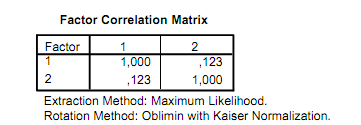 Factor Correlation Matrix
Factor 1 2
1 1,000 ,123
2 ,123 1,000
Extraction Method: Maximum Likelihood.
Rotation Method: Oblimin with Kaiser Normalization.